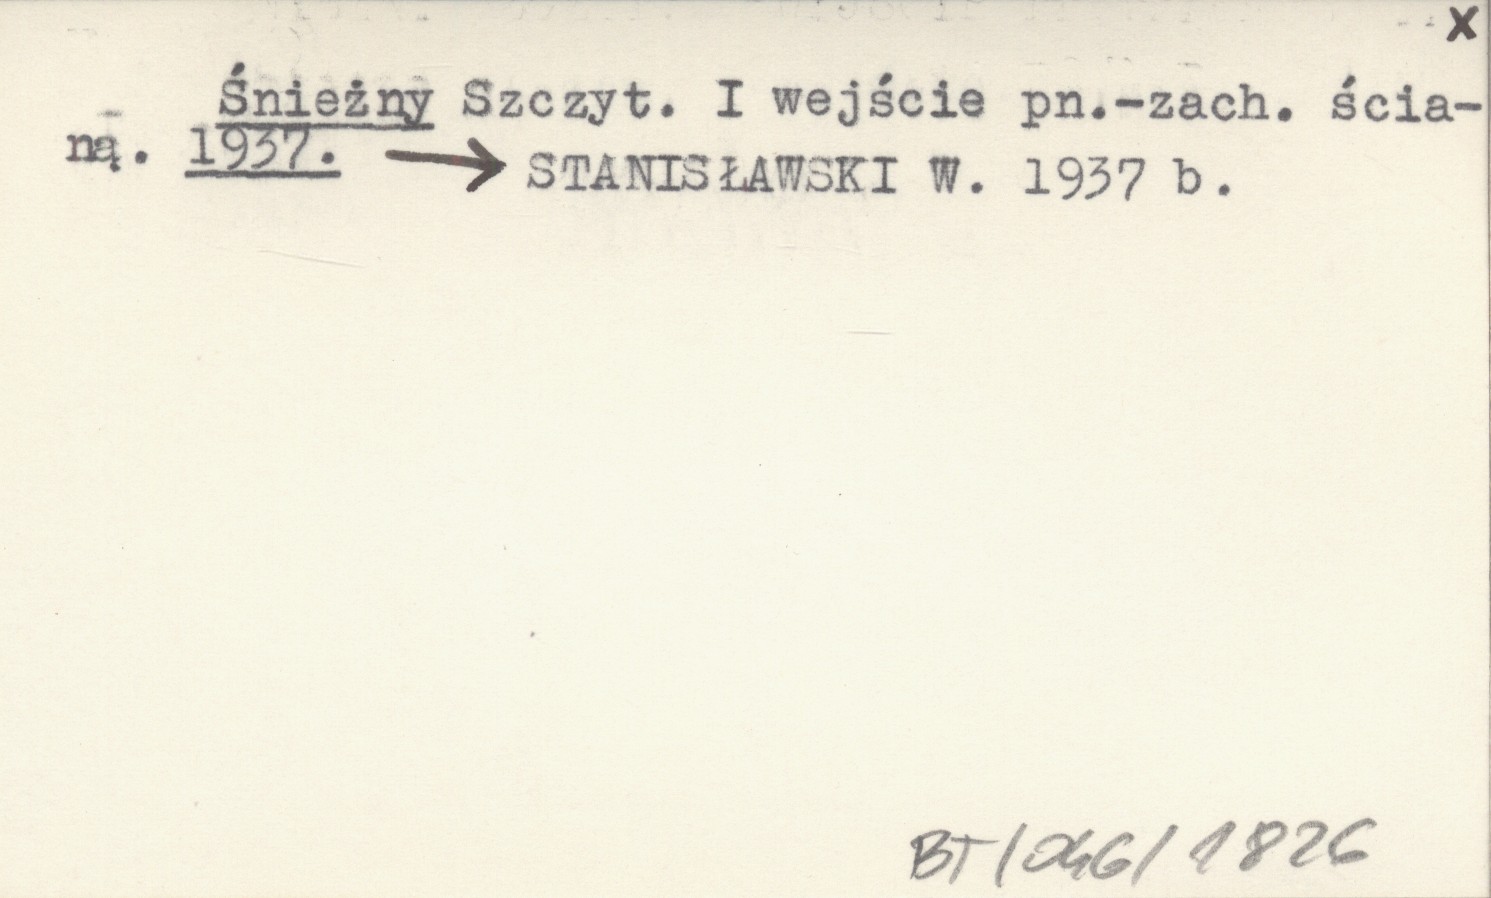 x
Śnieżny Szczyt. I wejście pn.-zach. ścia-
ną. 1937. → STANISŁAWSKI W. 1937 b.
BT/046/1826